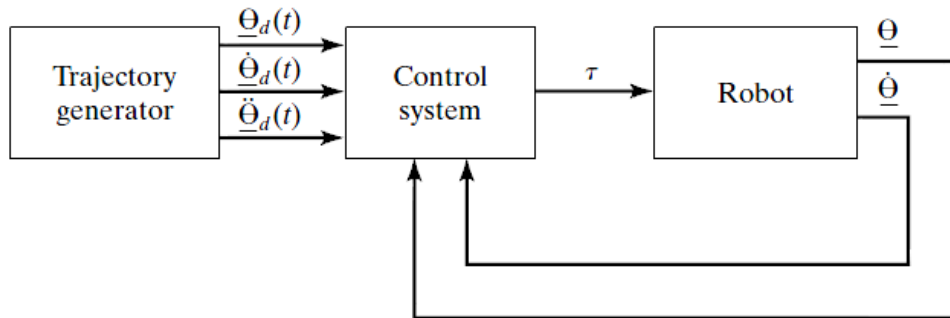 Θ_d(t)
Θ̇_d(t)
Θ̈_d(t)
Trajectory
generator
Control
system
τ
Robot
Θ
Θ̇